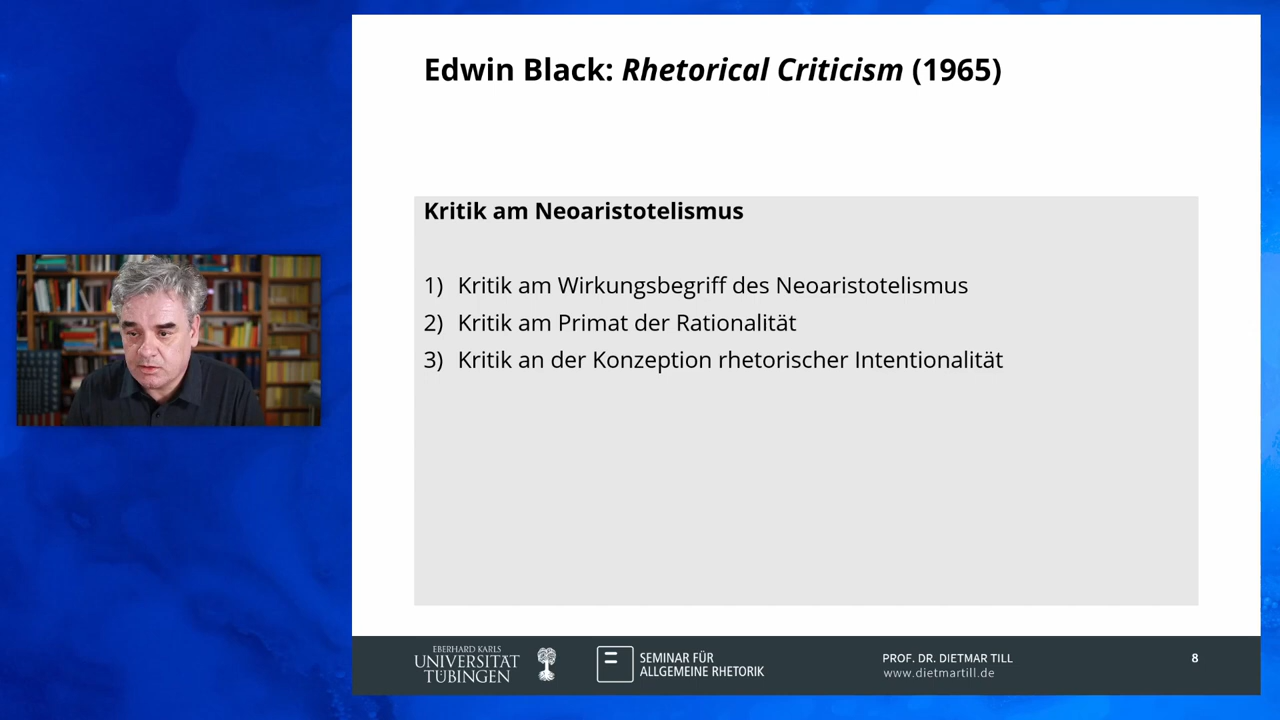 Edwin Black: Rhetorical Criticism (1965)
Kritik am Neoaristotelismus
1) Kritik am Wirkungsbegriff des Neoaristotelismus
2) Kritik am Primat der Rationalität
3) Kritik an der Konzeption rhetorischer Intentionalität
EBERHARD KARLS
UNIVERSITÄT
TÜBINGEN
SEMINAR FÜR
ALLGEMEINE RHETORIK
PROF. DR. DIETMAR TILL
www.dietmartill.de
8